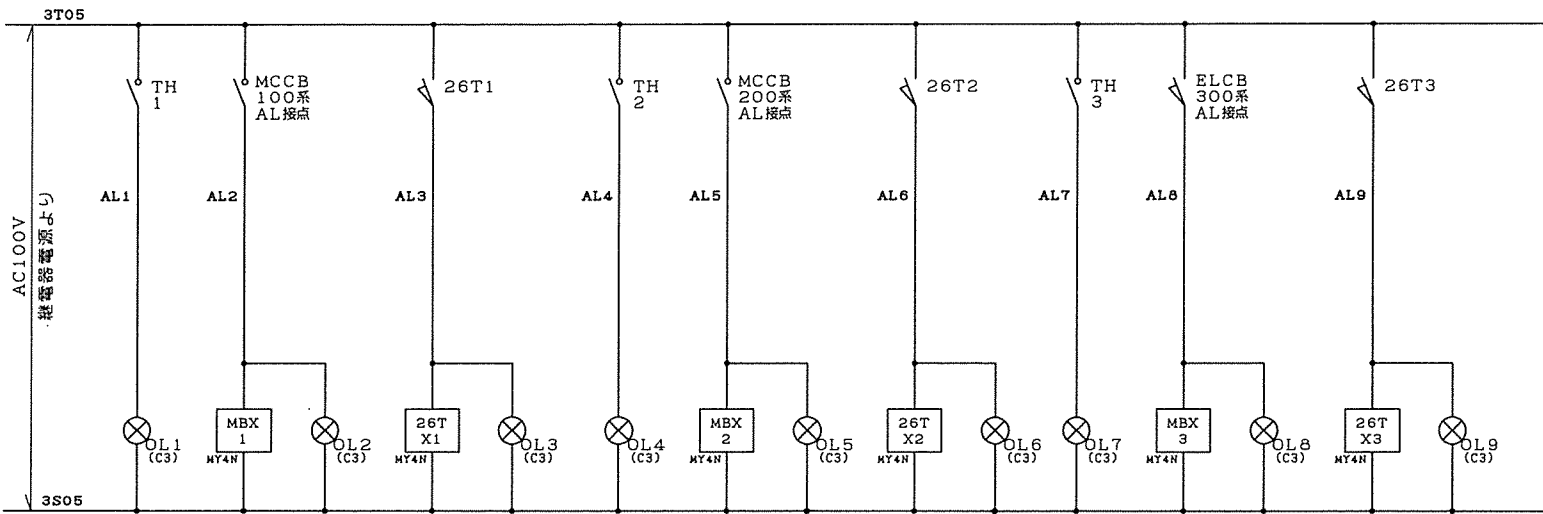 3T05
AC100V
継電器電源より
TH
1
MCCB
100系
AL接点
26T1
TH
2
MCCB
200系
AL接点
26T2
TH
3
ELCB
300系
AL接点
26T3
AL1
AL2
AL3
AL4
AL5
AL6
AL7
AL8
AL9
OL1
(C3)
MBX
1
MY4N
OL2
(C3)
26T
X1
MY4N
OL3
(C3)
OL4
(C3)
MBX
2
MY4N
OL5
(C3)
26T
X2
MY4N
OL6
(C3)
OL7
(C3)
MBX
3
MY4N
OL8
(C3)
26T
X3
MY4N
OL9
(C3)
3S05